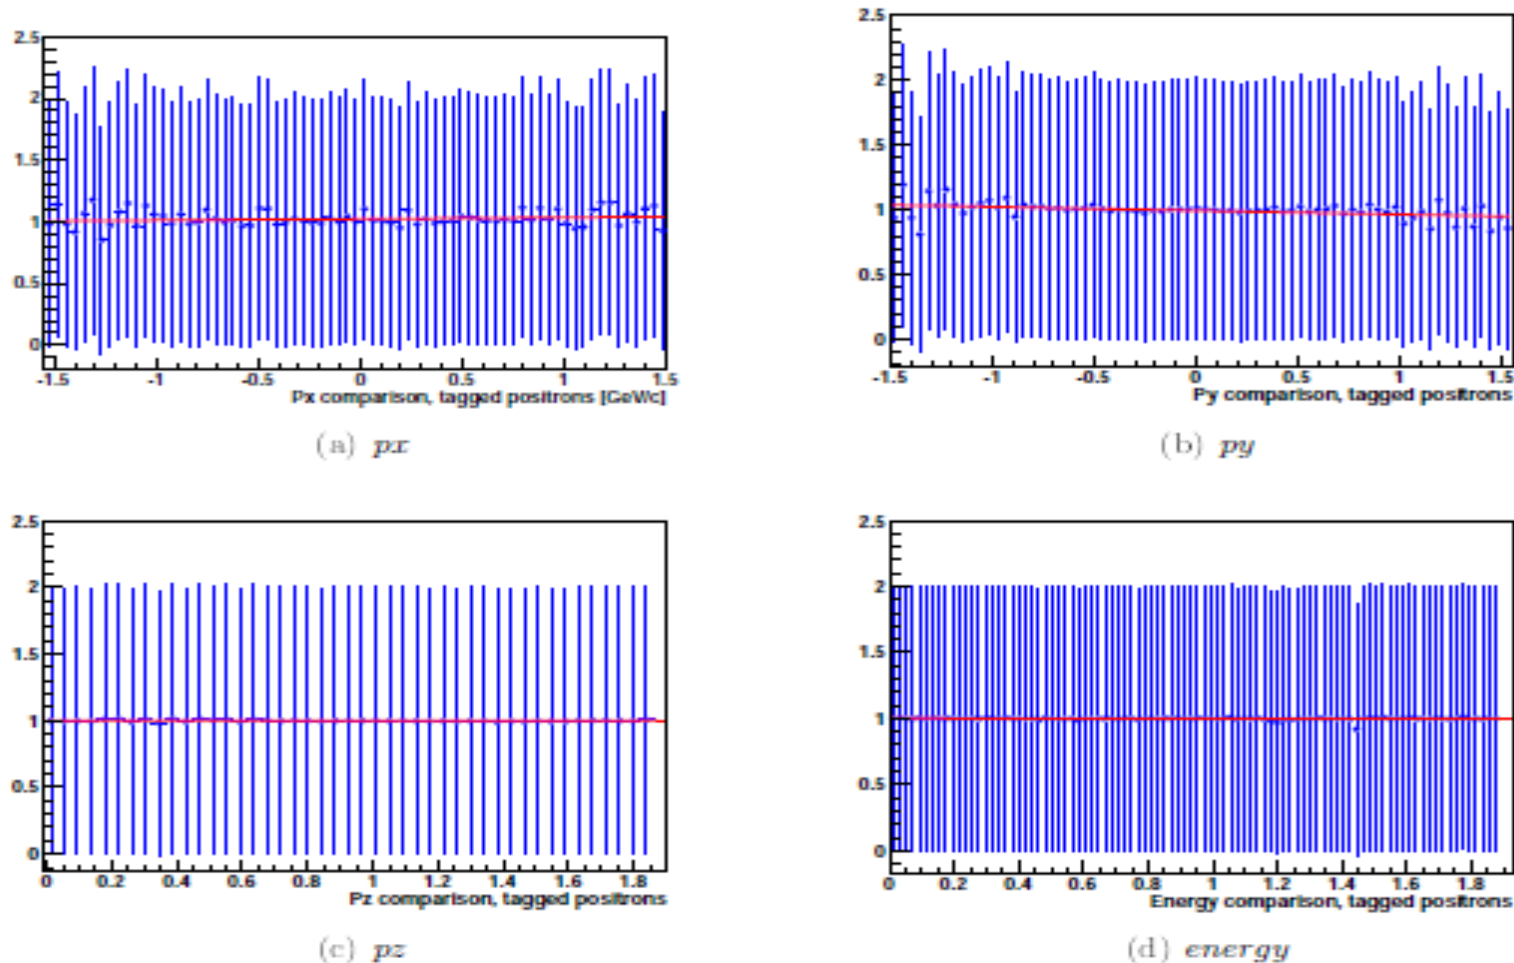 2.5
2
1.5
1
0.5
0
-1.5 -1 -0.5 0 0.5 1 1.5
Px comparison, tagged positrons [GeV/c]
(a) px
2.5
2
1.5
1
0.5
0
-1.5 -1 -0.5 0 0.5 1 1.5
Py comparison, tagged positrons
(b) py
2.5
2
1.5
1
0.5
0
0 0.2 0.4 0.6 0.8 1 1.2 1.4 1.6 1.8
Pz comparison, tagged positrons
(c) pz
2.5
2
1.5
1
0.5
0
0 0.2 0.4 0.6 0.8 1 1.2 1.4 1.6 1.8
Energy comparison, tagged positrons
(d) energy